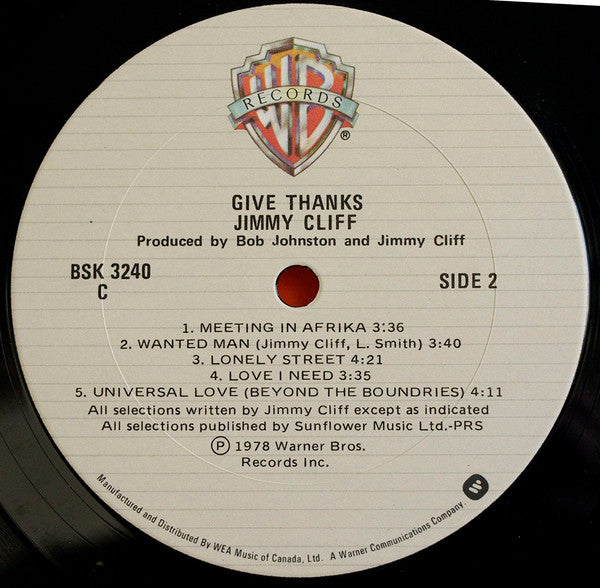 WB
RECORDS
®
GIVE THANKS
JIMMY CLIFF
Produced by Bob Johnston and Jimmy Cliff
BSK 3240
C
SIDE 2
1. MEETING IN AFRIKA 3:36
2. WANTED MAN (Jimmy Cliff, L. Smith) 3:40
3. LONELY STREET 4:21
4. LOVE I NEED 3:35
5. UNIVERSAL LOVE (BEYOND THE BOUNDRIES) 4:11
All selections written by Jimmy Cliff except as indicated
All selections published by Sunflower Music Ltd.-PRS
Ⓟ 1978 Warner Bros.
Records Inc.
Manufactured and Distributed By WEA Music of Canada, Ltd. A Warner Communications Company.